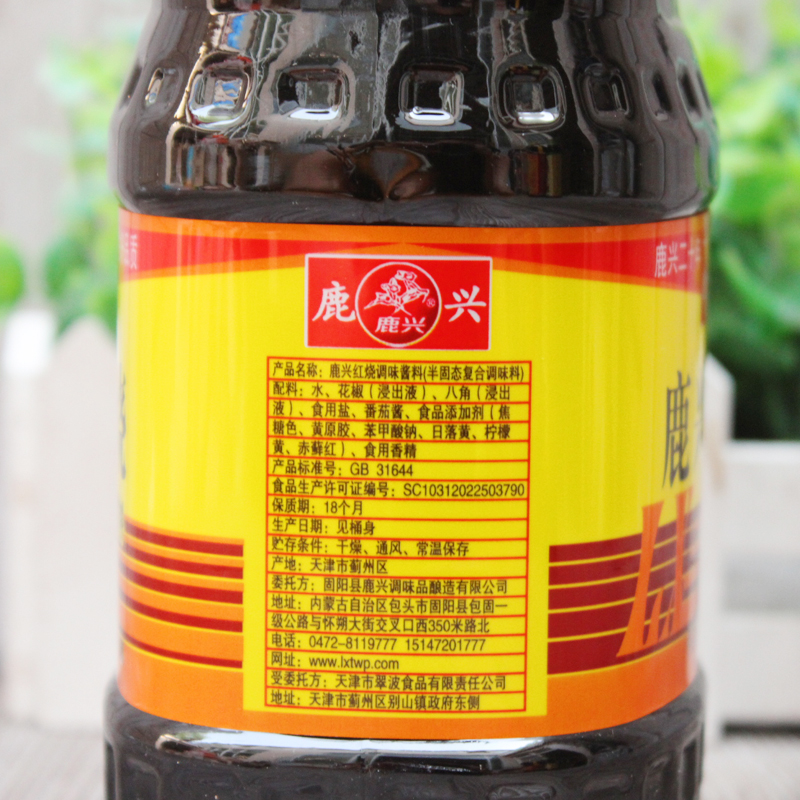 品质
鹿兴二十
鹿 兴
鹿兴®
鹿
产品名称：鹿兴红烧调味酱料(半固态复合调味料)
配料：水、花椒（浸出液）、八角（浸出
液）、食用盐、番茄酱、食品添加剂（焦
糖色、黄原胶、苯甲酸钠、日落黄、柠檬
黄、赤藓红）、食用香精
产品标准号：GB 31644
食品生产许可证编号：SC10312022503790
保质期：18个月
生产日期：见桶身
贮存条件：干燥、通风、常温保存
产地：天津市蓟州区
委托方：固阳县鹿兴调味品酿造有限公司
地址：内蒙古自治区包头市固阳县包固一
级公路与怀朔大街交叉口西350米路北
电话：0472-8119777 15147201777
网址：www.lxtwp.com
受委托方：天津市翠波食品有限责任公司
地址：天津市蓟州区别山镇政府东侧